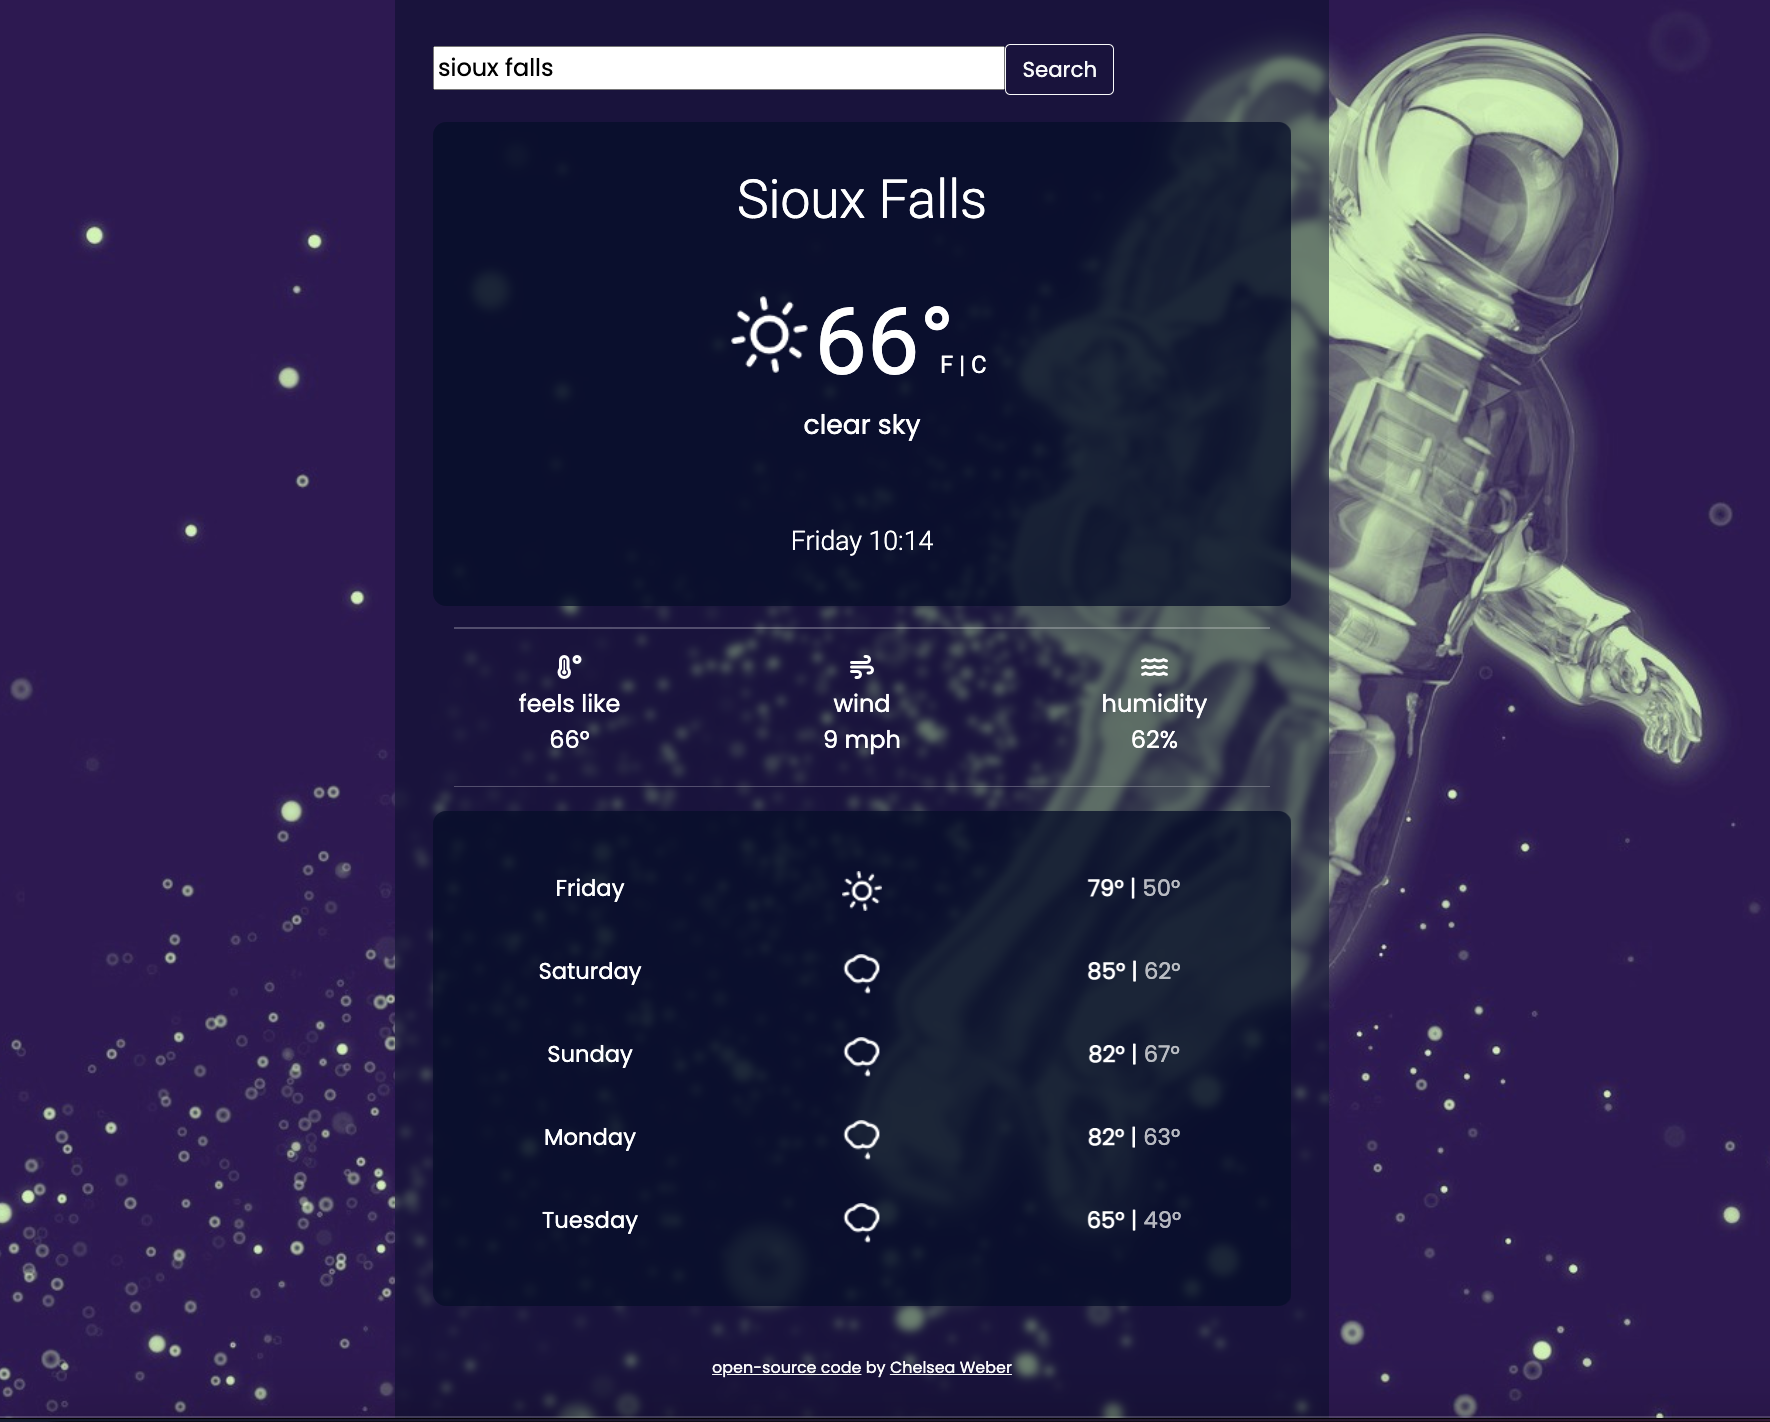 sioux falls Search
Sioux Falls
66°
F | C
clear sky
Friday 10:14
feels like wind humidity
66° 9 mph 62%
Friday 79° | 50°
Saturday 85° | 62°
Sunday 82° | 67°
Monday 82° | 63°
Tuesday 65° | 49°
open-source code by Chelsea Weber